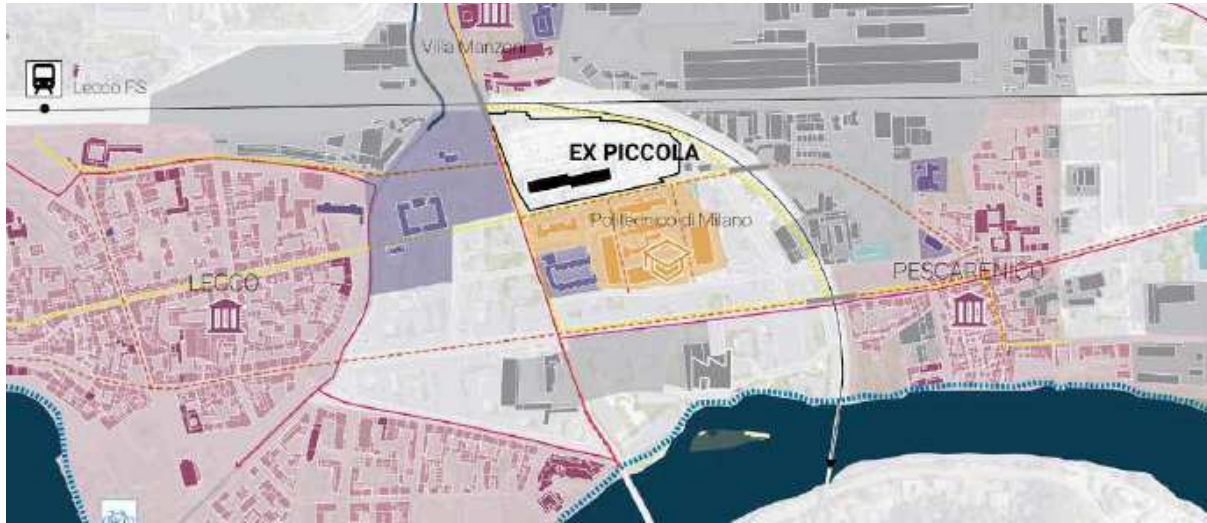 Villa Manzoni
Lecco FS
EX PICCOLA
Politecnico di Milano
LECCO
PESCARENICO